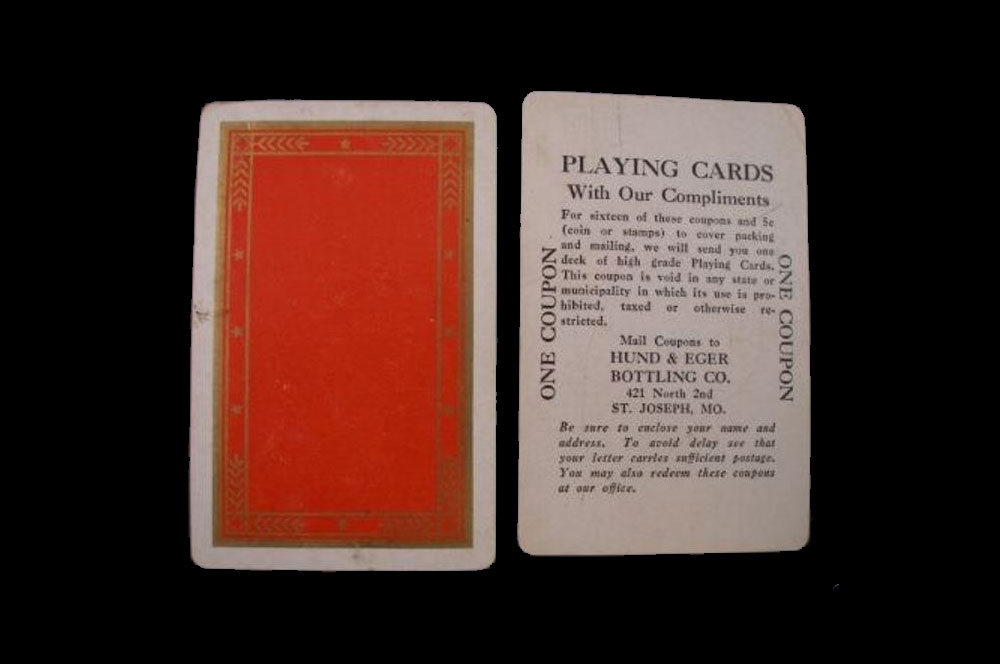 PLAYING CARDS
With Our Compliments
For sixteen of these coupons and 5c
(coin or stamps) to cover packing
and mailing, we will send you one
deck of high grade Playing Cards.
This coupon is void in any state or
municipality in which its use is pro-
hibited, taxed or otherwise re-
stricted.
Mail Coupons to
HUND & EGER
BOTTLING CO.
421 North 2nd
ST. JOSEPH, MO.
Be sure to enclose your name and
address. To avoid delay see that
your letter carries sufficient postage.
You may also redeem these coupons
at our office.
ONE COUPON
ONE COUPON